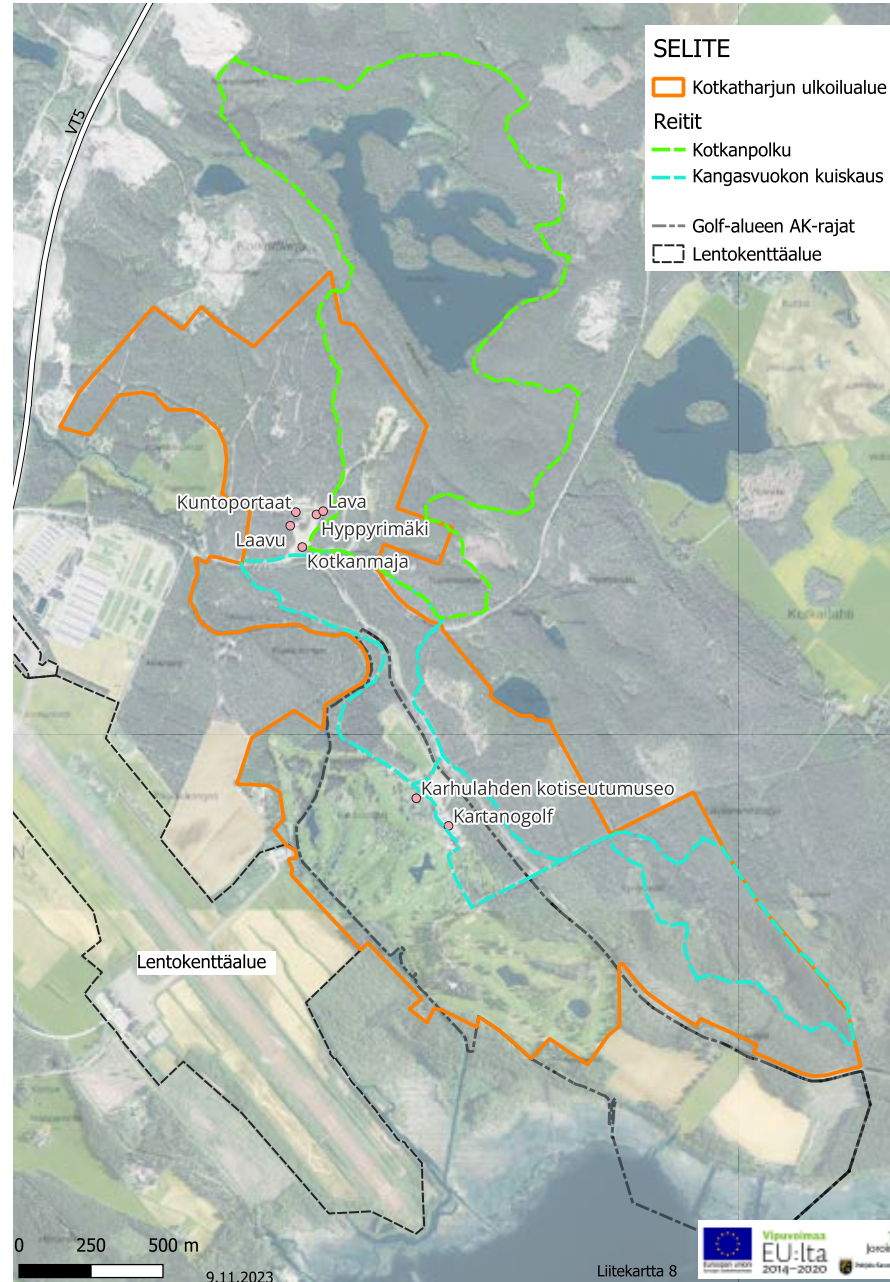 SELITE
Kotkatharjun ulkoilualue
Reitit
Kotkanpolku
Kangasvuokon kuiskaus
Golf-alueen AK-rajat
Lentokenttäalue
VT5
Kuntoportaat
Lava
Hyppyrimäki
Laavu
Kotkanmaja
Kotkatlahti
Karhulahden kotiseutumuseo
Kartanogolf
Lentokenttäalue
0 250 500 m
9.11.2023
Liitekartta 8
Euroopan unioni
Vipuvoimaa
EU:lta
2014–2020